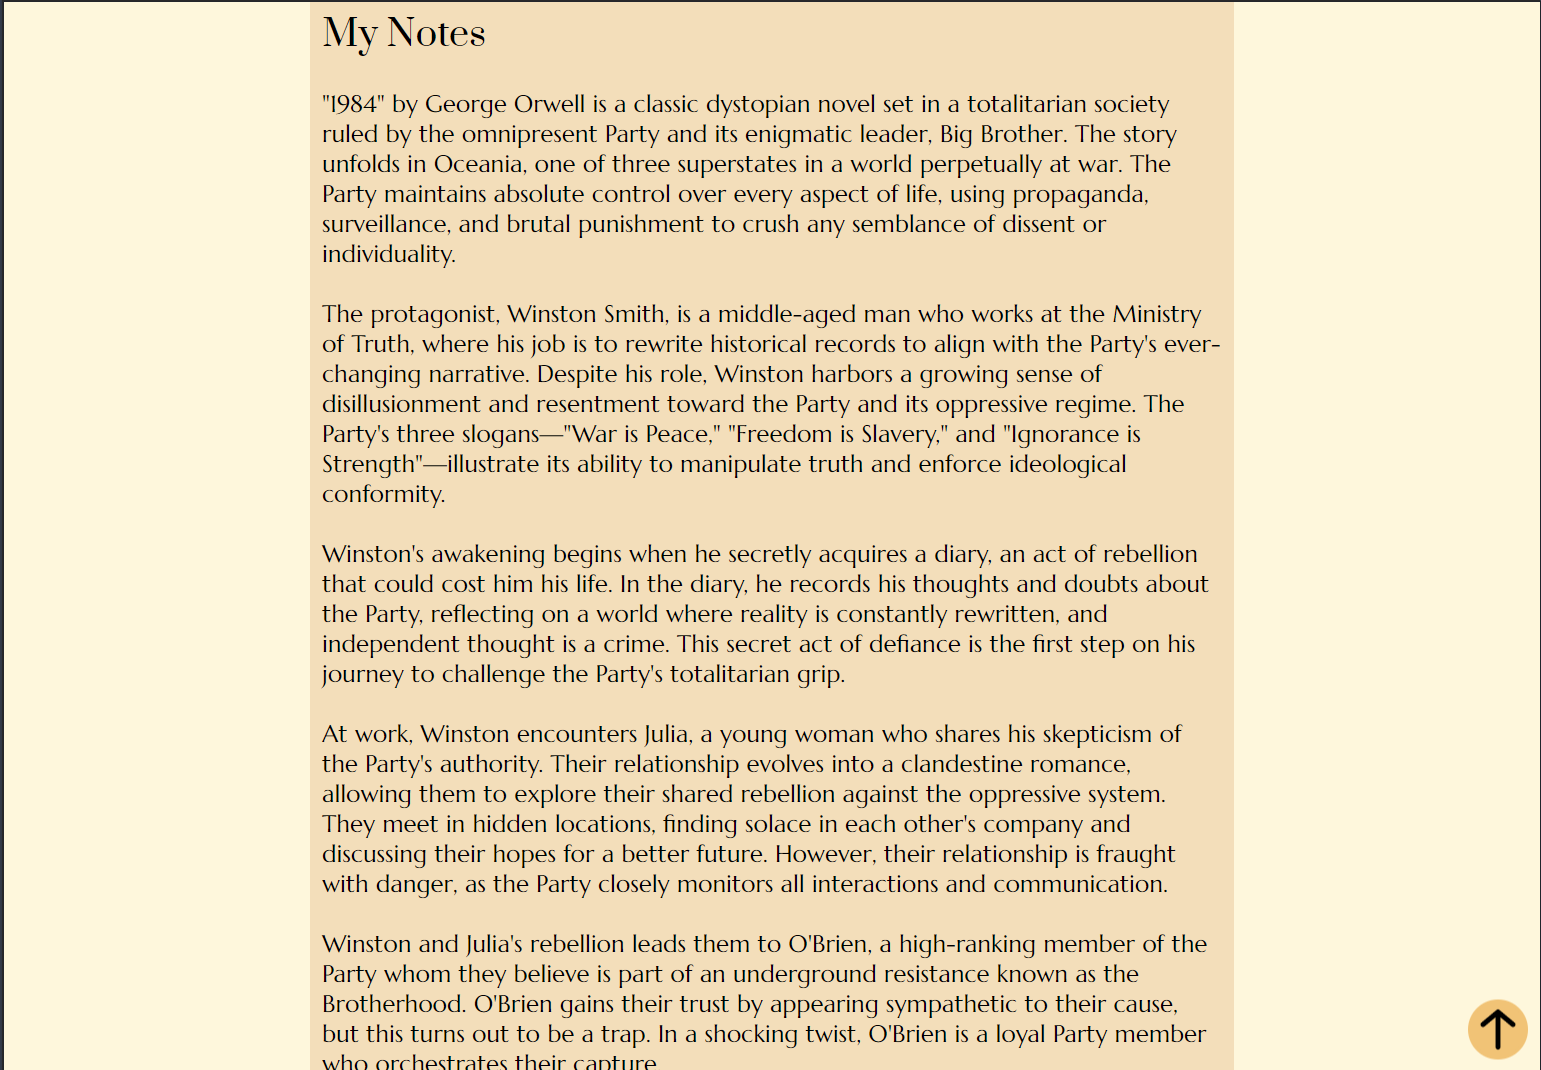 My Notes
"1984" by George Orwell is a classic dystopian novel set in a totalitarian society
ruled by the omnipresent Party and its enigmatic leader, Big Brother. The story
unfolds in Oceania, one of three superstates in a world perpetually at war. The
Party maintains absolute control over every aspect of life, using propaganda,
surveillance, and brutal punishment to crush any semblance of dissent or
individuality.
The protagonist, Winston Smith, is a middle-aged man who works at the Ministry
of Truth, where his job is to rewrite historical records to align with the Party's ever-
changing narrative. Despite his role, Winston harbors a growing sense of
disillusionment and resentment toward the Party and its oppressive regime. The
Party's three slogans—"War is Peace," "Freedom is Slavery," and "Ignorance is
Strength"—illustrate its ability to manipulate truth and enforce ideological
conformity.
Winston's awakening begins when he secretly acquires a diary, an act of rebellion
that could cost him his life. In the diary, he records his thoughts and doubts about
the Party, reflecting on a world where reality is constantly rewritten, and
independent thought is a crime. This secret act of defiance is the first step on his
journey to challenge the Party's totalitarian grip.
At work, Winston encounters Julia, a young woman who shares his skepticism of
the Party's authority. Their relationship evolves into a clandestine romance,
allowing them to explore their shared rebellion against the oppressive system.
They meet in hidden locations, finding solace in each other's company and
discussing their hopes for a better future. However, their relationship is fraught
with danger, as the Party closely monitors all interactions and communication.
Winston and Julia's rebellion leads them to O'Brien, a high-ranking member of the
Party whom they believe is part of an underground resistance known as the
Brotherhood. O'Brien gains their trust by appearing sympathetic to their cause,
but this turns out to be a trap. In a shocking twist, O'Brien is a loyal Party member
who orchestrates their capture.